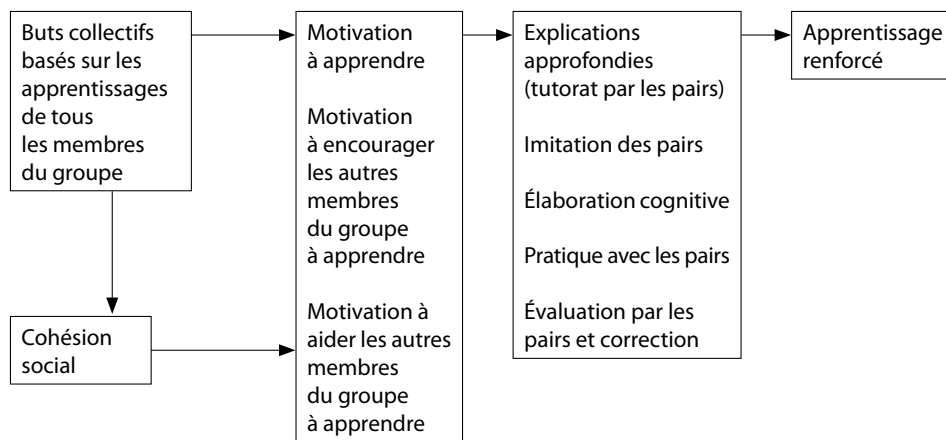 Buts collectifs
basés sur les
apprentissages
de tous
les membres
du groupe
Cohésion
social
Motivation
à apprendre
Motivation
à encourager
les autres
membres
du groupe
à apprendre
Motivation à
aider les autres
membres
du groupe
à apprendre
Explications
approfondies
(tutorat par les pairs)
Imitation des pairs
Élaboration cognitive
Pratique avec les pairs
Évaluation par les
pairs et correction
Apprentissage
renforcé